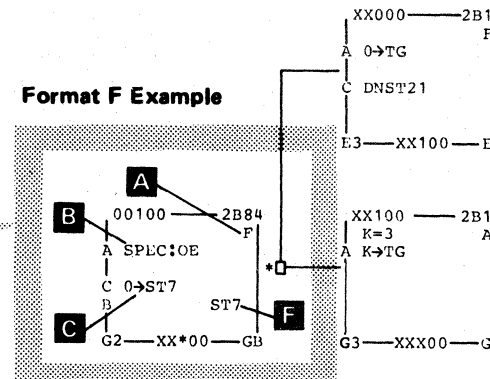 XX000 2B1
F
A 0→TG
C DNST21
E3—XX100—E
Format F Example
A
00100 2B84
F
B
A SPEC:OE
C 0→ST7
B
C
ST7
F
G2—XX*00—GB
*
XX100 2B1
K=3 A
A K→TG
G3—XXX00—G